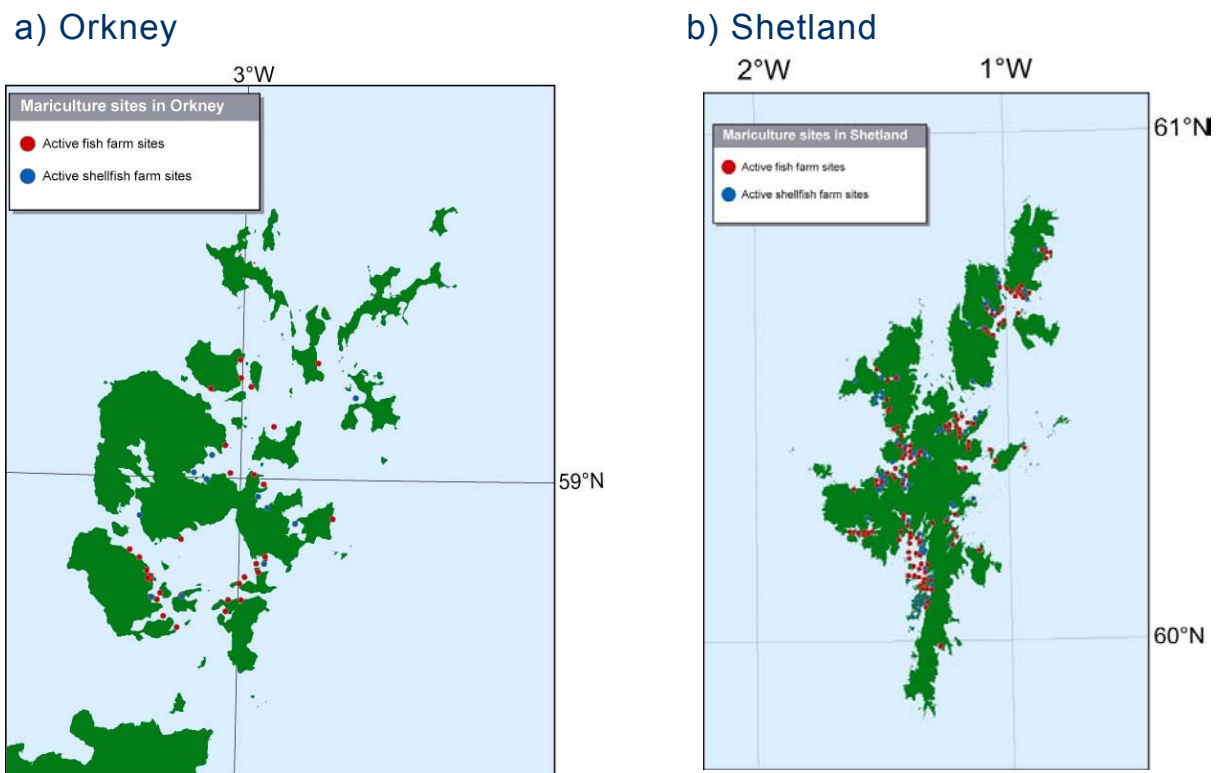 a) Orkney
3°W
Mariculture sites in Orkney
Active fish farm sites
Active shellfish farm sites
59°N
b) Shetland
2°W 1°W
61°N
Mariculture sites in Shetland
Active fish farm sites
Active shellfish farm sites
60°N